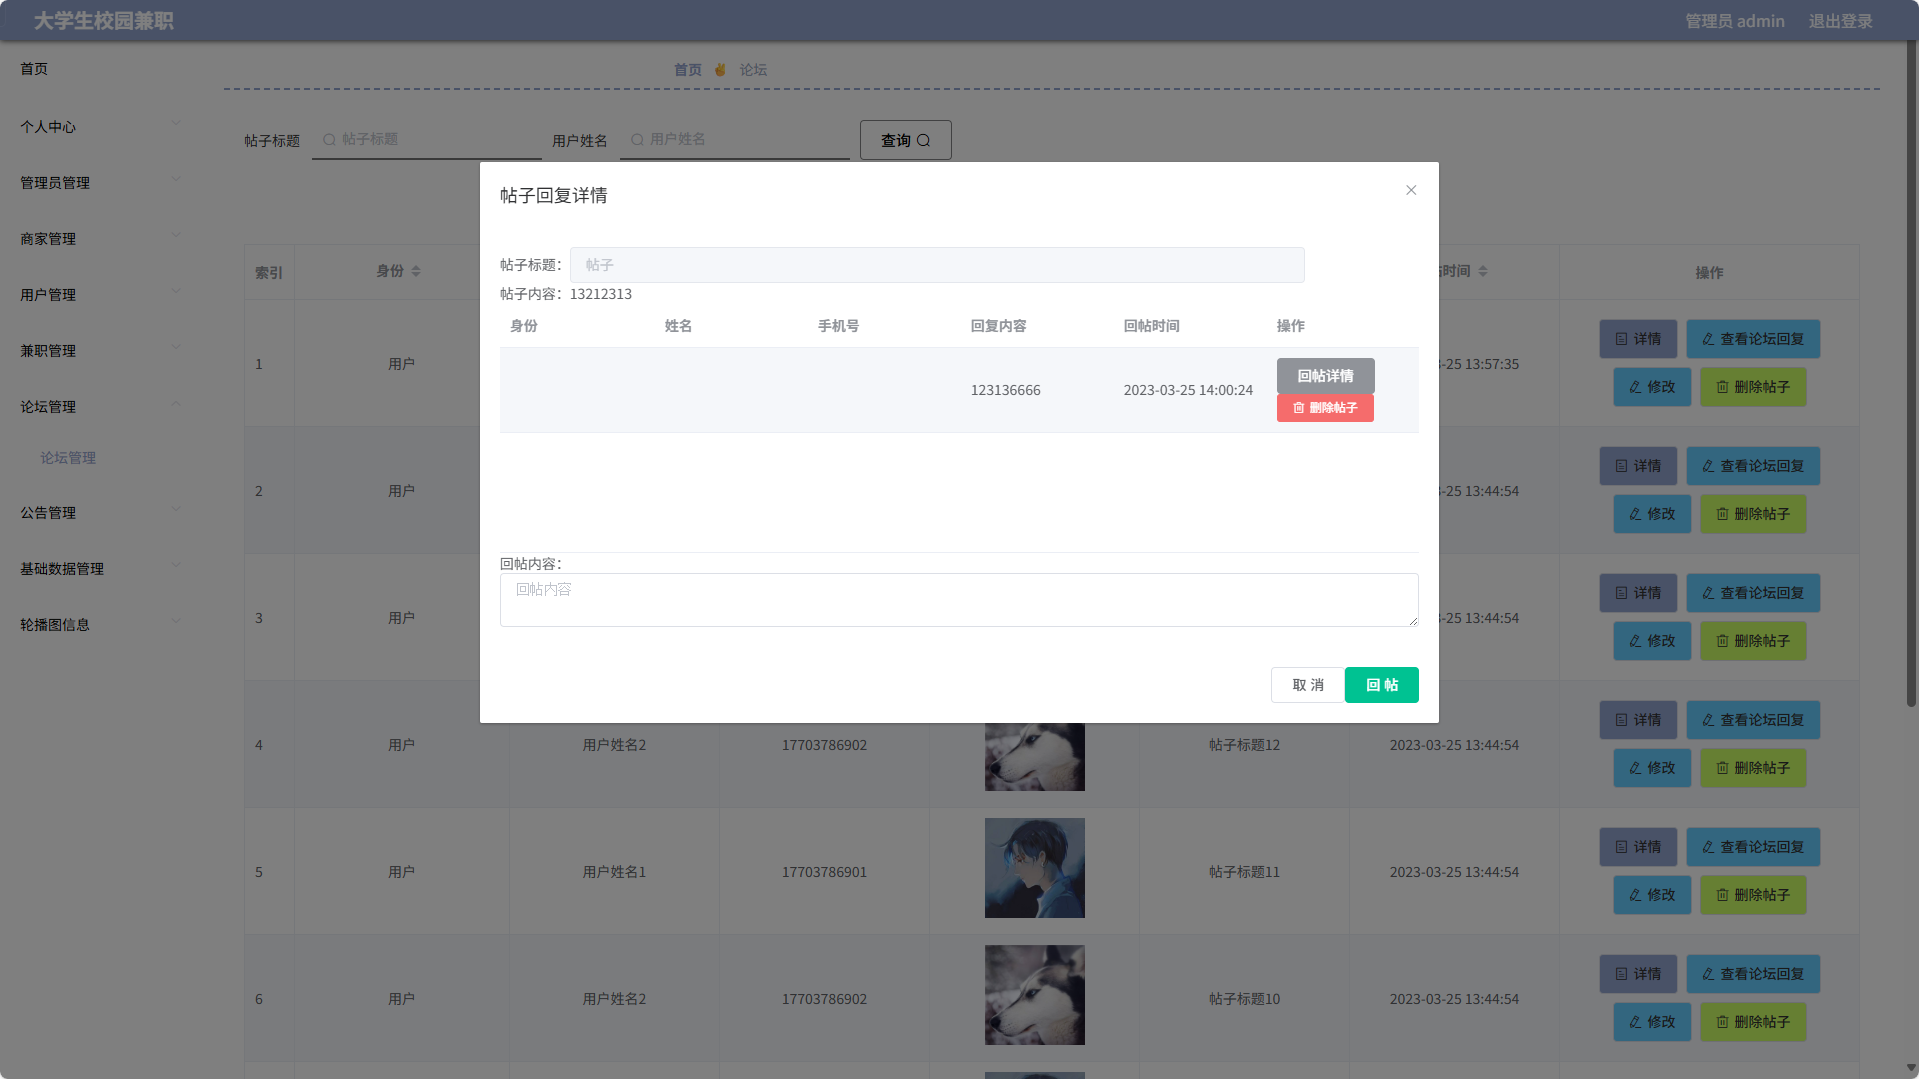 大学生校园兼职
管理员 admin 退出登录
首页
个人中心
管理员管理
商家管理
用户管理
兼职管理
论坛管理
论坛管理
公告管理
基础数据管理
轮播图信息
首页 论坛
帖子标题 帖子标题 用户姓名 用户姓名 查询
帖子回复详情
帖子标题： 帖子
帖子内容：13212313
身份 姓名 手机号 回复内容 回帖时间 操作
123136666 2023-03-25 14:00:24 回帖详情
删除帖子
回帖内容：
回帖内容
取 消 回 帖
索引 身份 时间 操作
1 用户 -25 13:57:35 详情 查看论坛回复
修改 删除帖子
2 用户 -25 13:44:54 详情 查看论坛回复
修改 删除帖子
3 用户 -25 13:44:54 详情 查看论坛回复
修改 删除帖子
4 用户 用户姓名2 17703786902 帖子标题12 2023-03-25 13:44:54 详情 查看论坛回复
修改 删除帖子
5 用户 用户姓名1 17703786901 帖子标题11 2023-03-25 13:44:54 详情 查看论坛回复
修改 删除帖子
6 用户 用户姓名2 17703786902 帖子标题10 2023-03-25 13:44:54 详情 查看论坛回复
修改 删除帖子